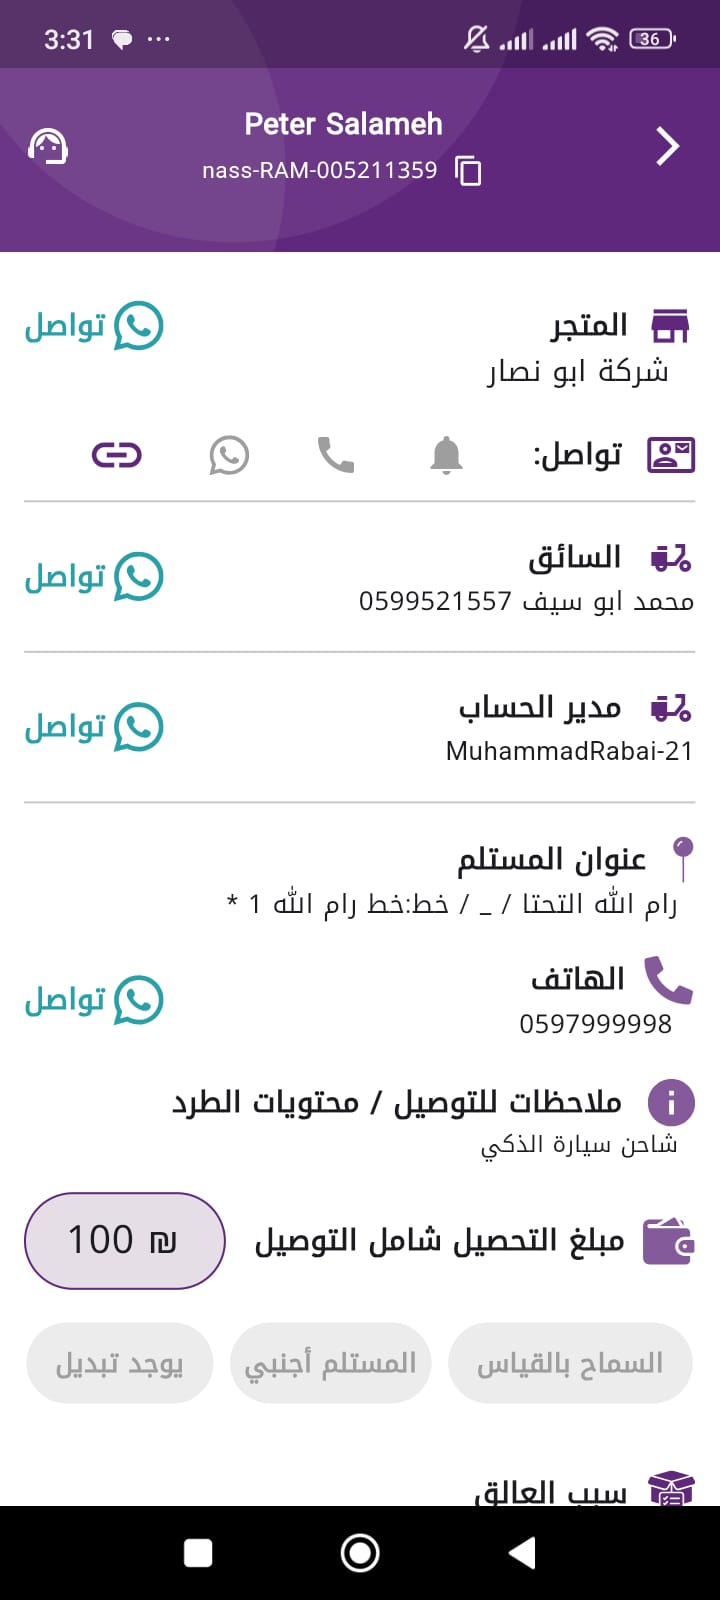 3:31
36
Peter Salameh
nass-RAM-005211359
المتجر
تواصل
شركة ابو نصار
تواصل:
السائق
تواصل
محمد ابو سيف 0599521557
مدير الحساب
تواصل
MuhammadRabai-21
عنوان المستلم
رام الله التحتا / _ / خط:خط رام الله 1 *
الهاتف
تواصل
0597999998
ملاحظات للتوصيل / محتويات الطرد
شاحن سيارة الذكي
مبلغ التحصيل شامل التوصيل
100 ₪
السماح بالقياس
المستلم أجنبي
يوجد تبديل
سبب العالق